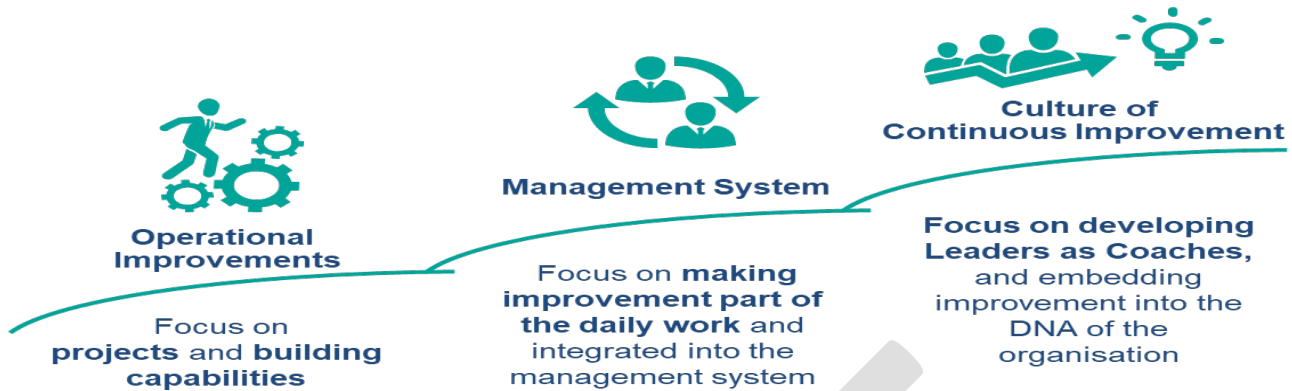 Operational
Improvements
Focus on
projects and building
capabilities
Management System
Focus on making
improvement part of
the daily work and
integrated into the
management system
Culture of
Continuous Improvement
Focus on developing
Leaders as Coaches,
and embedding
improvement into the
DNA of the
organisation